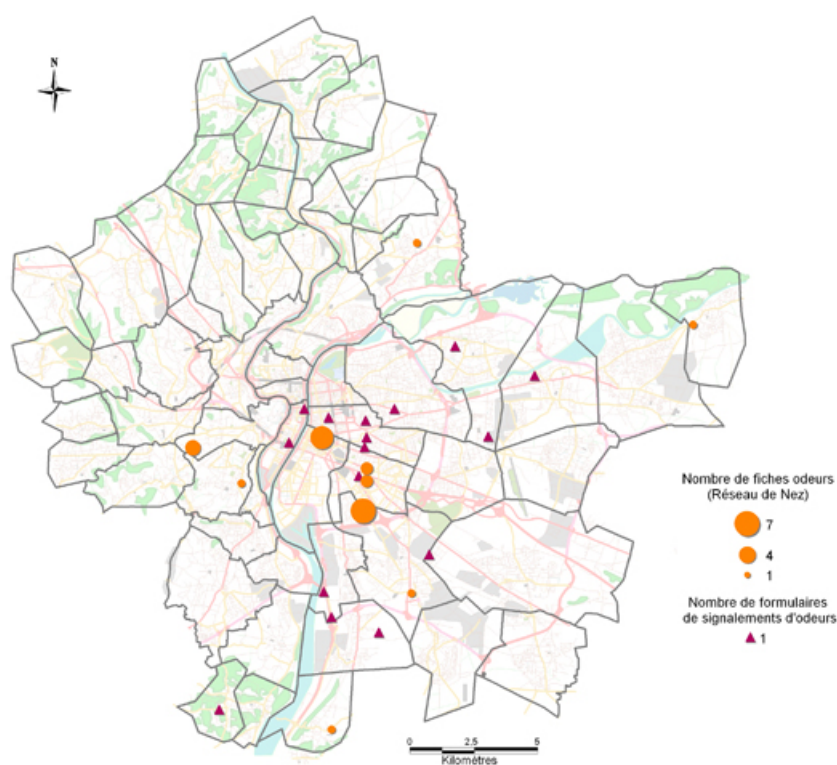 N
Nombre de fiches odeurs
(Réseau de Nez)
7
4
1
Nombre de formulaires
de signalements d'odeurs
1
0 2,5 5
Kilomètres